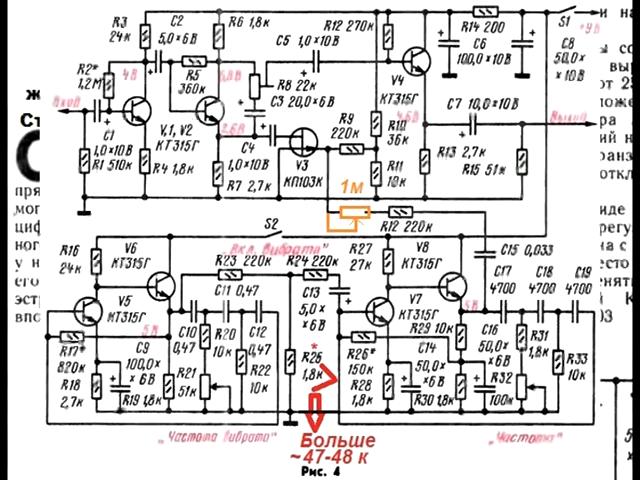 R3
24к
C2
5,0×6В
R6 1,8к
R12 270к
R14 200
S1
+9В
C5 1,0×10В
C6
100,0×10В
C8
50,0×
×10В
R2*
1,2М
4В
R5
360к
R8 22к
C3 20,0×6В
V4
КТ315Г
C7 10,0×10В
Вход
Выход
C1
1,0×10В
R1 510к
V1, V2
КТ315Г
R4 1,8к
C4
1,0×10В
R7 2,7к
R9
220к
R10
36к
V3
КП103К
R11
10к
R13 2,7к
R15 51к
1м
R12 220к
S2
"Вкл. Вибрато"
R16
24к
V6
КТ315Г
R23 220к
R24 220к
R27
27к
V8
КТ315Г
C15 0,033
C17
4700
C18
4700
C19
4700
V5
КТ315Г
5В
C11 0,47
C13
5,0×
×6В
V7
КТ315Г
R29 10к
5В
R17*
820к
C9
100,0×
×6В
C10
0,47
R20
10к
C12
0,47
R25
1,8к
R26*
150к
C14
50,0×
×6В
C16
50,0×
×6В
R31
1,8к
R33
10к
R18
2,7к
R19 1,8к
R21
51к
R22
10к
R28
1,8к
R30 1,8к
R32
100к
"Частота вибрато"
Больше
~47-48 к
"Частота"
Рис. 4